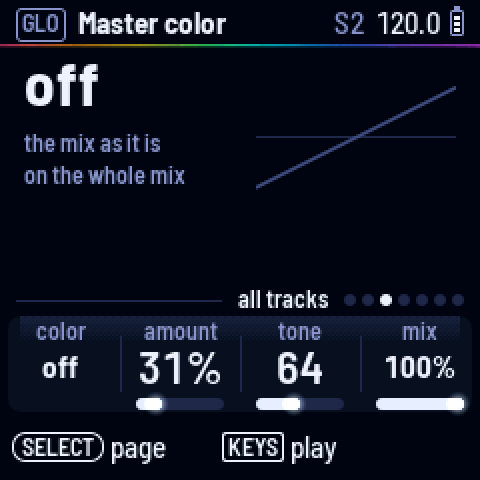 GLO Master color S2 120.0
off
the mix as it is
on the whole mix
all tracks
color amount tone mix
off 31% 64 100%
SELECT page KEYS play